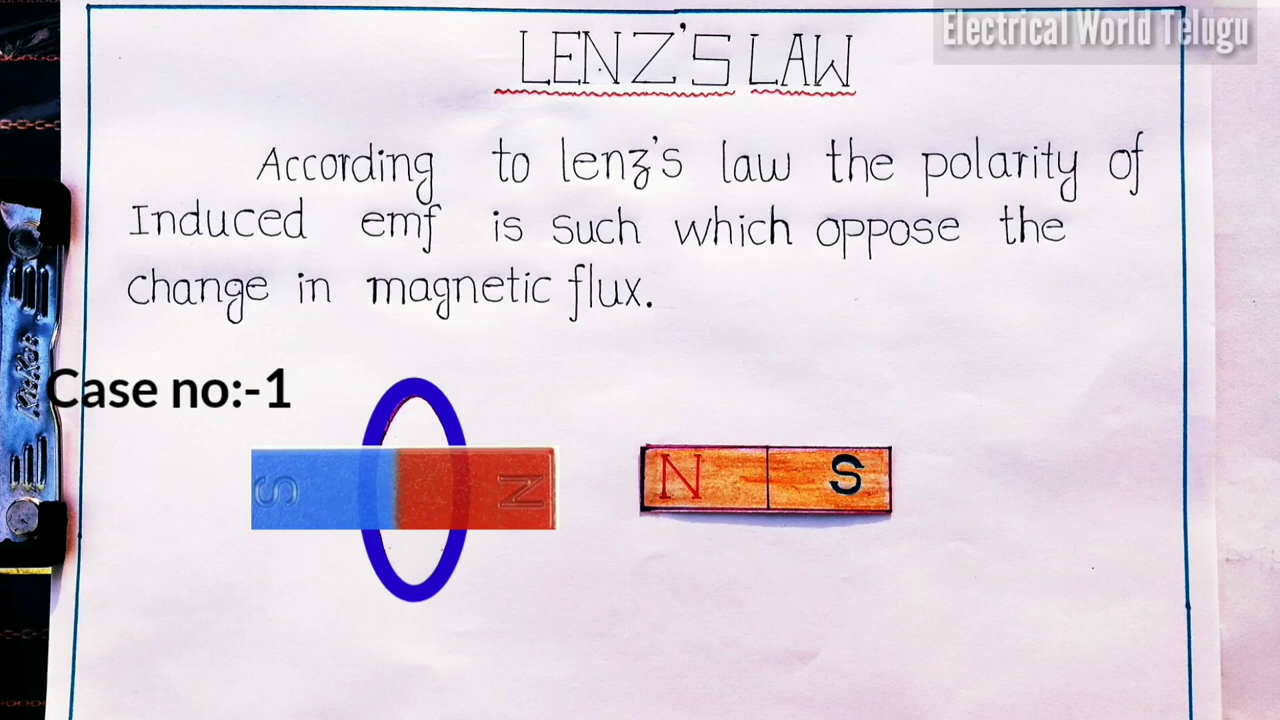 Electrical World Telugu
LENZ'S LAW
According to lenz's law the polarity of
Induced emf is such which oppose the
change in magnetic flux.
Case no:-1
S N
N S